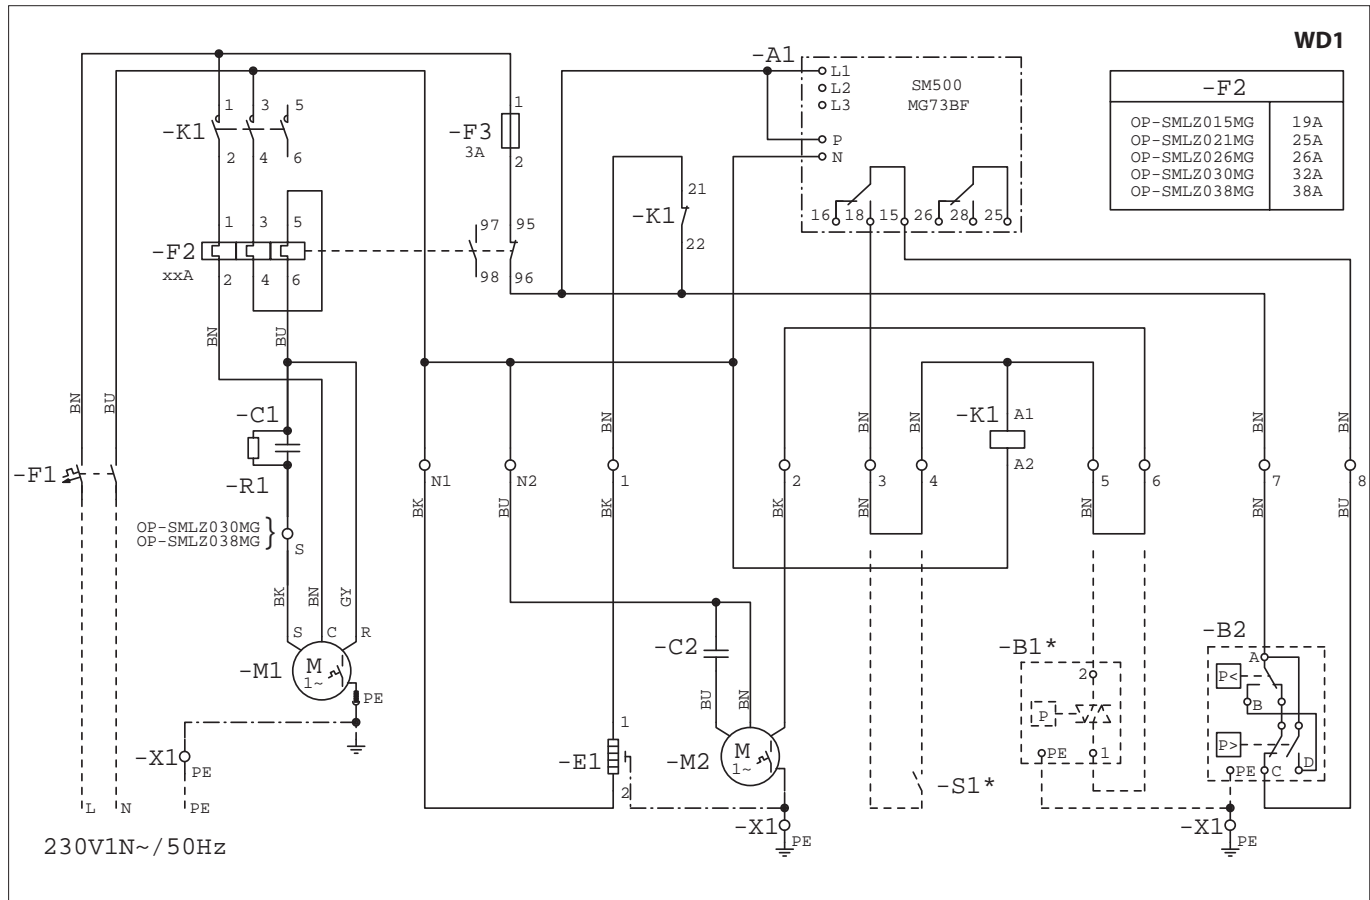 WD1
-A1
L1
L2
L3
P
N
SM500
MG73BF
16 18 15 26 28 25
-F2
OP-SMLZ015MG 19A
OP-SMLZ021MG 25A
OP-SMLZ026MG 26A
OP-SMLZ030MG 32A
OP-SMLZ038MG 38A
1 3 5
-K1
2 4 6
1
-F3
3A
2
21
-K1
22
1 3 5
-F2
xxA
2 4 6
97 95
98 96
BN BU
BN BU
-C1
-R1
-F1
OP-SMLZ030MG
OP-SMLZ038MG
}
S
BK BN GY
S C R
-M1
M
1~
PE
-X1
PE
L N PE
230V1N~/50Hz
BN BN BN BN BN
-K1 A1
A2
N1 N2 1 2 3 4 5 6 7 8
BK BU BK BK BN BN BN BU
-C2
BU BN
-M2
M
1~
1
-E1
2
-X1
PE
-S1*
-B1*
2
P
PE 1
-B2
A
P<
B
P>
PE C D
-X1
PE